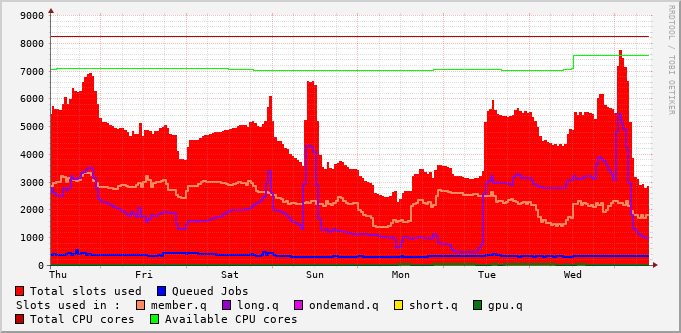 9000
8000
7000
6000
5000
4000
3000
2000
1000
0
Thu Fri Sat Sun Mon Tue Wed
Total slots used Queued Jobs
Slots used in : member.q long.q ondemand.q short.q gpu.q
Total CPU cores Available CPU cores
RRDTOOL / TOBI OETIKER